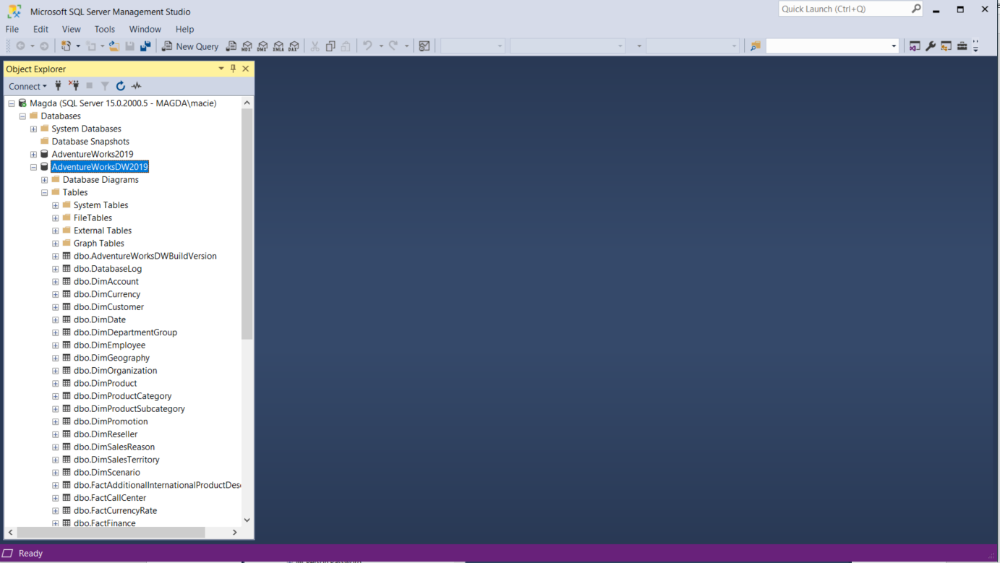 Microsoft SQL Server Management Studio
Quick Launch (Ctrl+Q)
File Edit View Tools Window Help
New Query MDX DMX XMLA DAX
Object Explorer
Connect
Magda (SQL Server 15.0.2000.5 - MAGDA\macie)
Databases
System Databases
Database Snapshots
AdventureWorks2019
AdventureWorksDW2019
Database Diagrams
Tables
System Tables
FileTables
External Tables
Graph Tables
dbo.AdventureWorksDWBuildVersion
dbo.DatabaseLog
dbo.DimAccount
dbo.DimCurrency
dbo.DimCustomer
dbo.DimDate
dbo.DimDepartmentGroup
dbo.DimEmployee
dbo.DimGeography
dbo.DimOrganization
dbo.DimProduct
dbo.DimProductCategory
dbo.DimProductSubcategory
dbo.DimPromotion
dbo.DimReseller
dbo.DimSalesReason
dbo.DimSalesTerritory
dbo.DimScenario
dbo.FactAdditionalInternationalProductDes
dbo.FactCallCenter
dbo.FactCurrencyRate
dbo.FactFinance
Ready